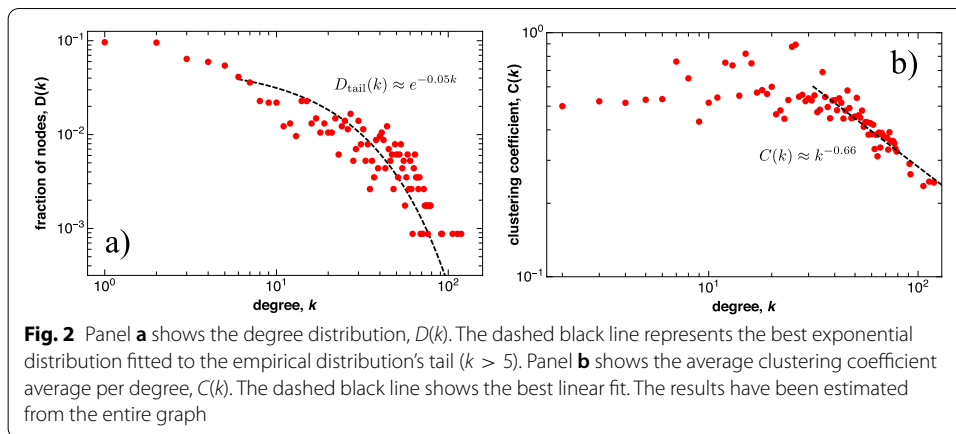 10⁻¹
10⁻²
10⁻³
fraction of nodes, D(k)
D_tail(k) ≈ e^{−0.05k}
a)
10⁰ 10¹ 10²
degree, k
10⁰
10⁻¹
clustering coefficient, C(k)
b)
C(k) ≈ k^{−0.66}
10¹ 10²
degree, k
Fig. 2 Panel a shows the degree distribution, D(k). The dashed black line represents the best exponential
distribution fitted to the empirical distribution's tail (k > 5). Panel b shows the average clustering coefficient
average per degree, C(k). The dashed black line shows the best linear fit. The results have been estimated
from the entire graph